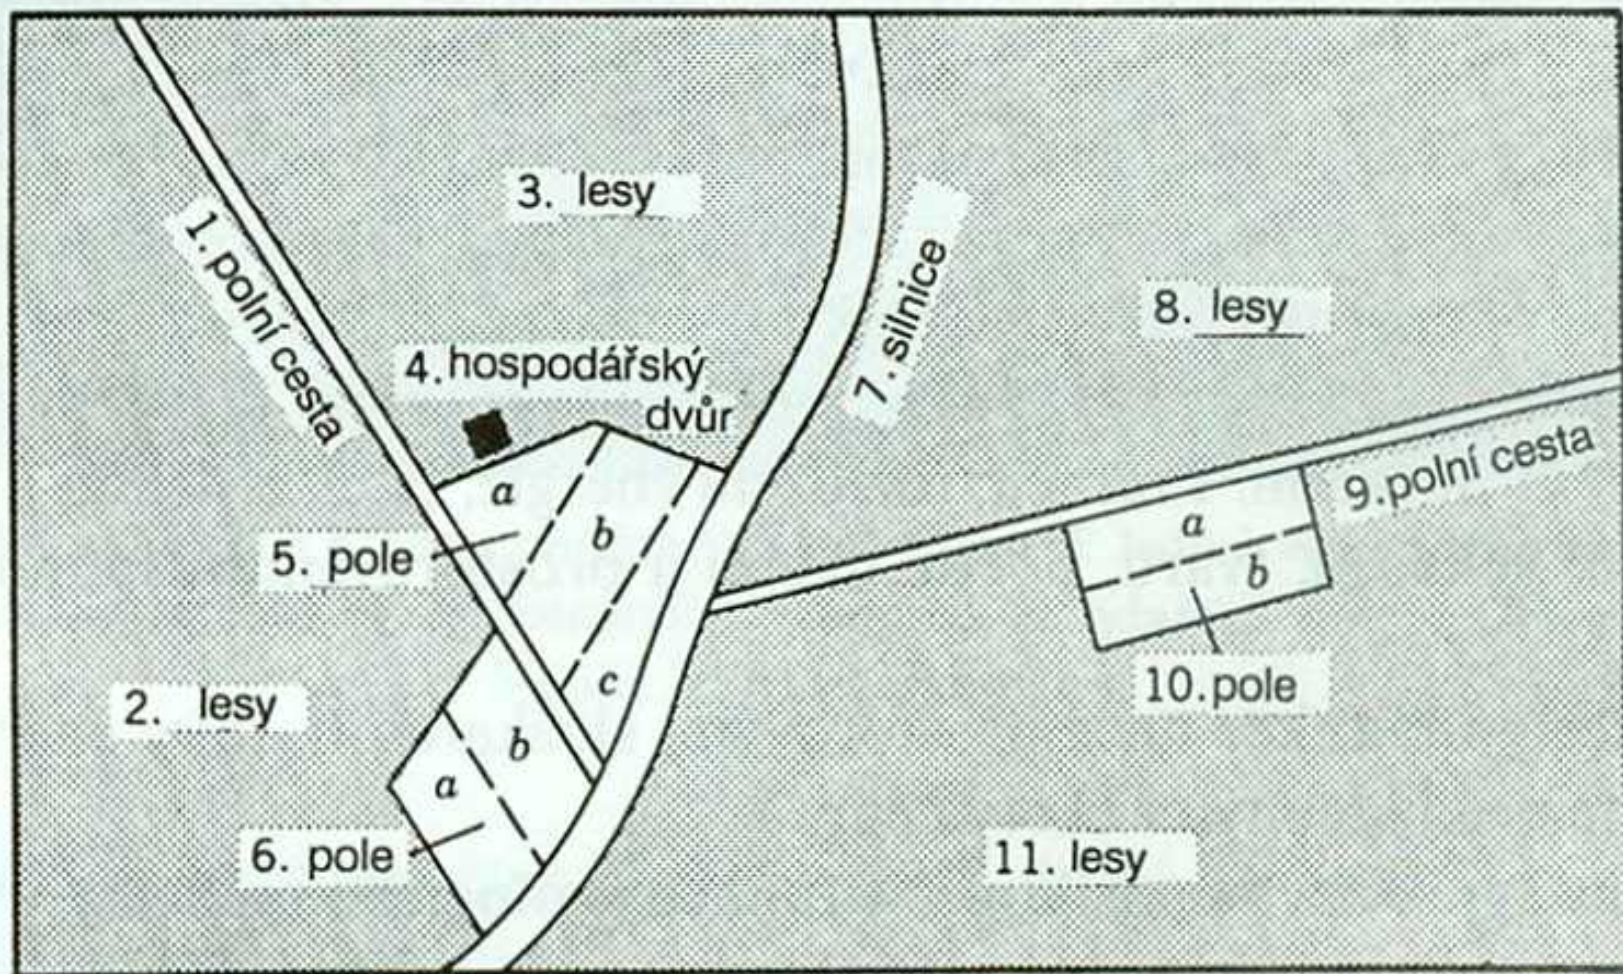 1. polní cesta
2. lesy
3. lesy
4. hospodářský
dvůr
5. pole
a
b
c
6. pole
a
b
7. silnice
8. lesy
9. polní cesta
10. pole
a
b
11. lesy